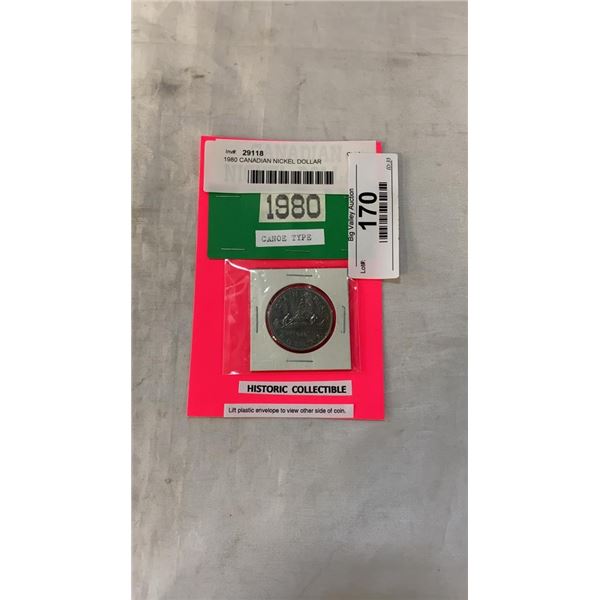 Inv#: 29118
1980 CANADIAN NICKEL DOLLAR
CANADIAN
1980
CANOE TYPE
Big Valley Auction
170
Lot#:
HISTORIC COLLECTIBLE
Lift plastic envelope to view other side of coin.